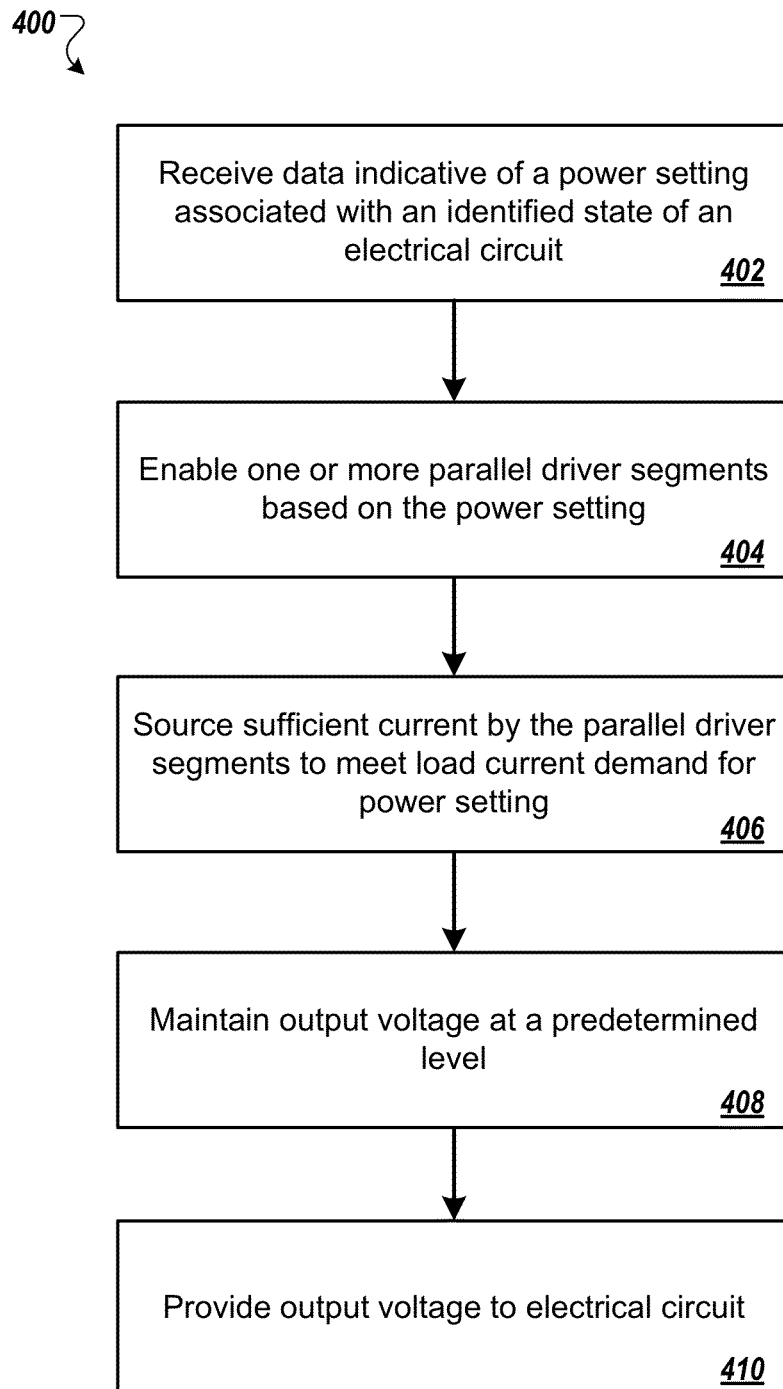 400
Receive data indicative of a power setting
associated with an identified state of an
electrical circuit
402
Enable one or more parallel driver segments
based on the power setting
404
Source sufficient current by the parallel driver
segments to meet load current demand for
power setting
406
Maintain output voltage at a predetermined
level
408
Provide output voltage to electrical circuit
410